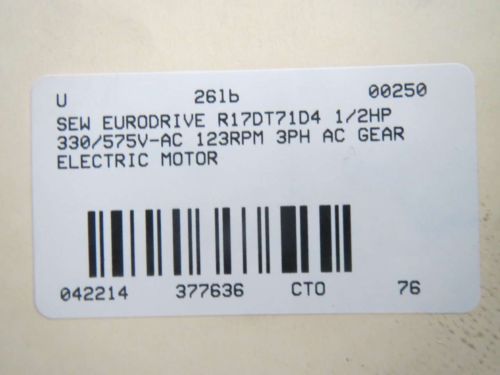 U 26lb 00250
SEW EURODRIVE R17DT71D4 1/2HP
330/575V-AC 123RPM 3PH AC GEAR
ELECTRIC MOTOR
042214 377636 CTO 76